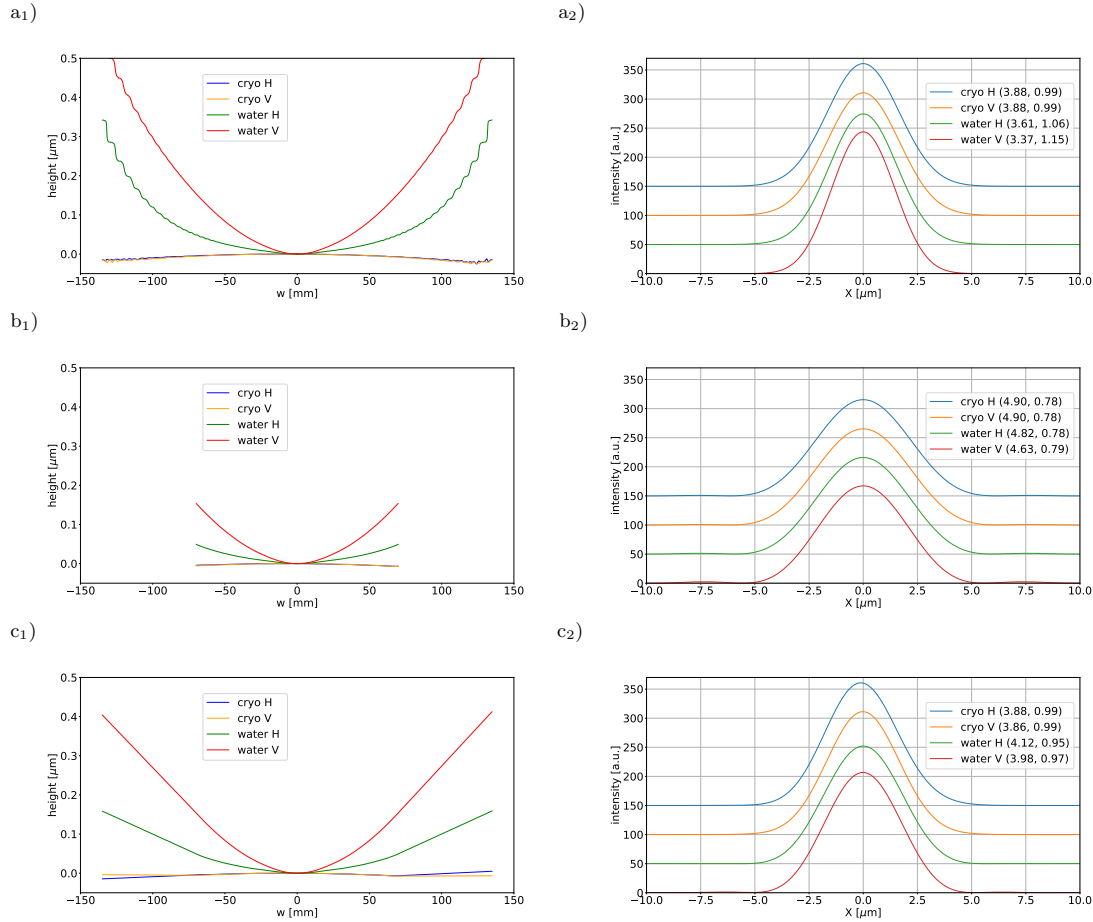 a1) a2)
0.5
0.4
0.3
0.2
0.1
0.0
height [μm]
cryo H
cryo V
water H
water V
−150 −100 −50 0 50 100 150
w [mm]
350
300
250
200
150
100
50
0
intensity [a.u.]
cryo H (3.88, 0.99)
cryo V (3.88, 0.99)
water H (3.61, 1.06)
water V (3.37, 1.15)
−10.0 −7.5 −5.0 −2.5 0.0 2.5 5.0 7.5 10.0
X [μm]
b1) b2)
0.5
0.4
0.3
0.2
0.1
0.0
height [μm]
cryo H
cryo V
water H
water V
−150 −100 −50 0 50 100 150
w [mm]
350
300
250
200
150
100
50
0
intensity [a.u.]
cryo H (4.90, 0.78)
cryo V (4.90, 0.78)
water H (4.82, 0.78)
water V (4.63, 0.79)
−10.0 −7.5 −5.0 −2.5 0.0 2.5 5.0 7.5 10.0
X [μm]
c1) c2)
0.5
0.4
0.3
0.2
0.1
0.0
height [μm]
cryo H
cryo V
water H
water V
−150 −100 −50 0 50 100 150
w [mm]
350
300
250
200
150
100
50
0
intensity [a.u.]
cryo H (3.88, 0.99)
cryo V (3.86, 0.99)
water H (4.12, 0.95)
water V (3.98, 0.97)
−10.0 −7.5 −5.0 −2.5 0.0 2.5 5.0 7.5 10.0
X [μm]